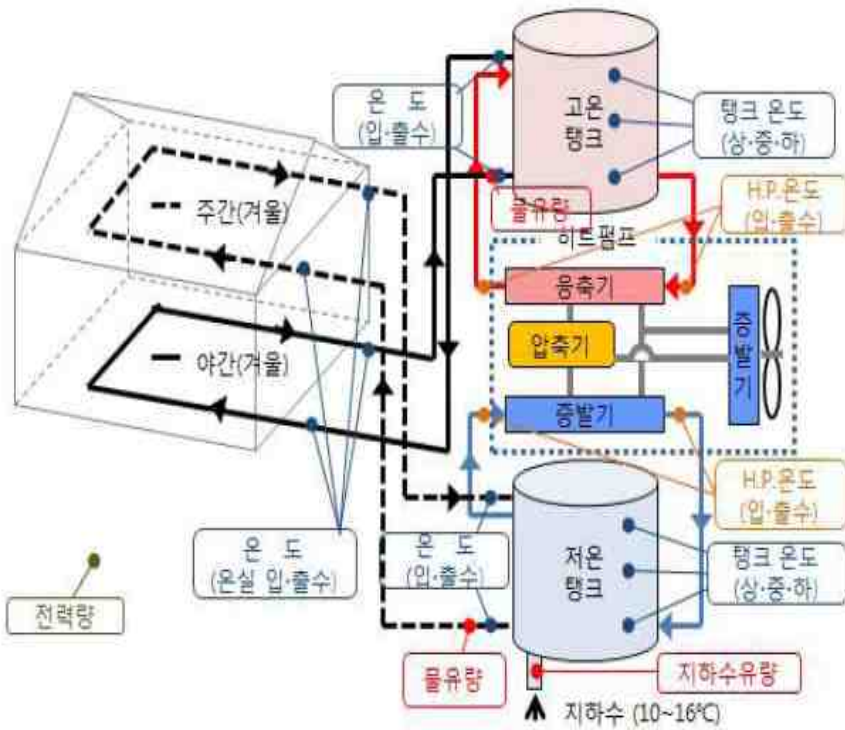 온 도
(입·출수)
고온
탱크
탱크 온도
(상·중·하)
주간(겨울)
물유량
H.P.온도
(입·출수)
히트펌프
응축기
압축기
증발기
증발기
야간(겨울)
H.P.온도
(입·출수)
온 도
(온실 입·출수)
온 도
(입·출수)
저온
탱크
탱크 온도
(상·중·하)
전력량
물유량
지하수유량
지하수 (10~16℃)